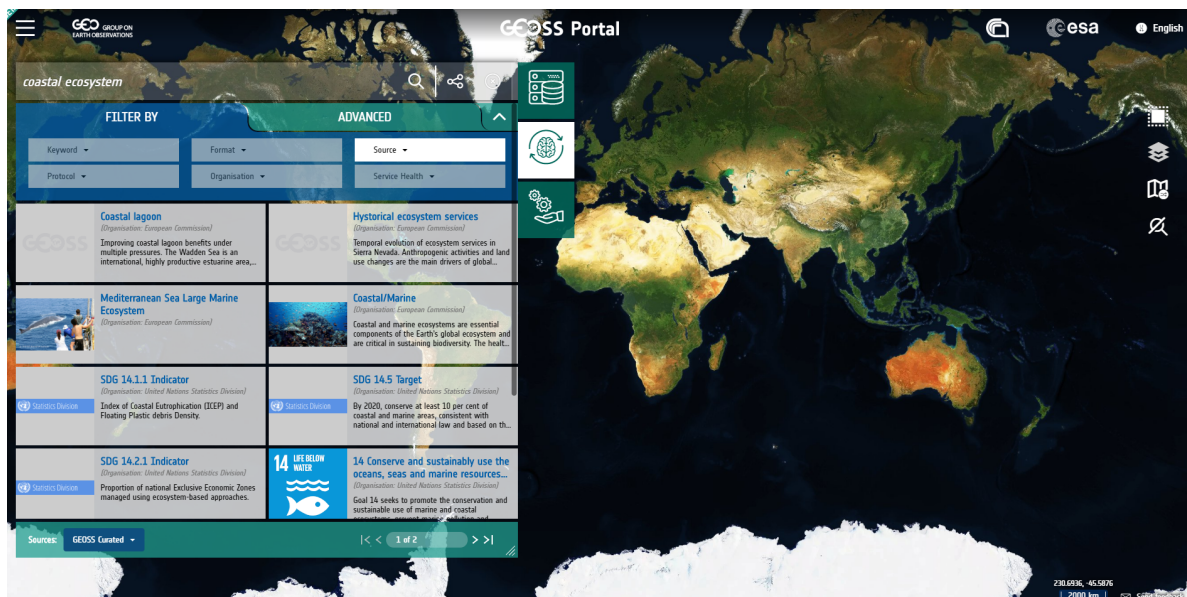 GEO GROUP ON
EARTH OBSERVATIONS
GEOSS Portal
esa
English
coastal ecosystem
FILTER BY
ADVANCED
Keyword
Format
Source
Protocol
Organisation
Service Health
GEOSS
Coastal lagoon
(Organisation: European Commission)
Improving coastal lagoon benefits under
multiple pressures. The Wadden Sea is an
international, highly productive estuarine area,...
GEOSS
Hystorical ecosystem services
(Organisation: European Commission)
Temporal evolution of ecosystem services in
Sierra Nevada. Anthropogenic activities and land
use changes are the main drivers of global...
Mediterranean Sea Large Marine
Ecosystem
(Organisation: European Commission)
Coastal/Marine
(Organisation: European Commission)
Coastal and marine ecosystems are essential
components of the Earth's global ecosystem and
are critical in sustaining biodiversity. The healt...
Statistics Division
SDG 14.1.1 Indicator
(Organisation: United Nations Statistics Division)
Index of Coastal Eutrophication (ICEP) and
Floating Plastic debris Density.
Statistics Division
SDG 14.5 Target
(Organisation: United Nations Statistics Division)
By 2020, conserve at least 10 per cent of
coastal and marine areas, consistent with
national and international law and based on th...
Statistics Division
SDG 14.2.1 Indicator
(Organisation: United Nations Statistics Division)
Proportion of national Exclusive Economic Zones
managed using ecosystem-based approaches.
14 LIFE BELOW
WATER
14 Conserve and sustainably use the
oceans, seas and marine resources...
(Organisation: United Nations Statistics Division)
Goal 14 seeks to promote the conservation and
sustainable use of marine and coastal
ecosystems, prevent marine pollution and
Sources: GEOSS Curated
|< < 1 of 2 > >|
230.6936, -45.5876
2000 km